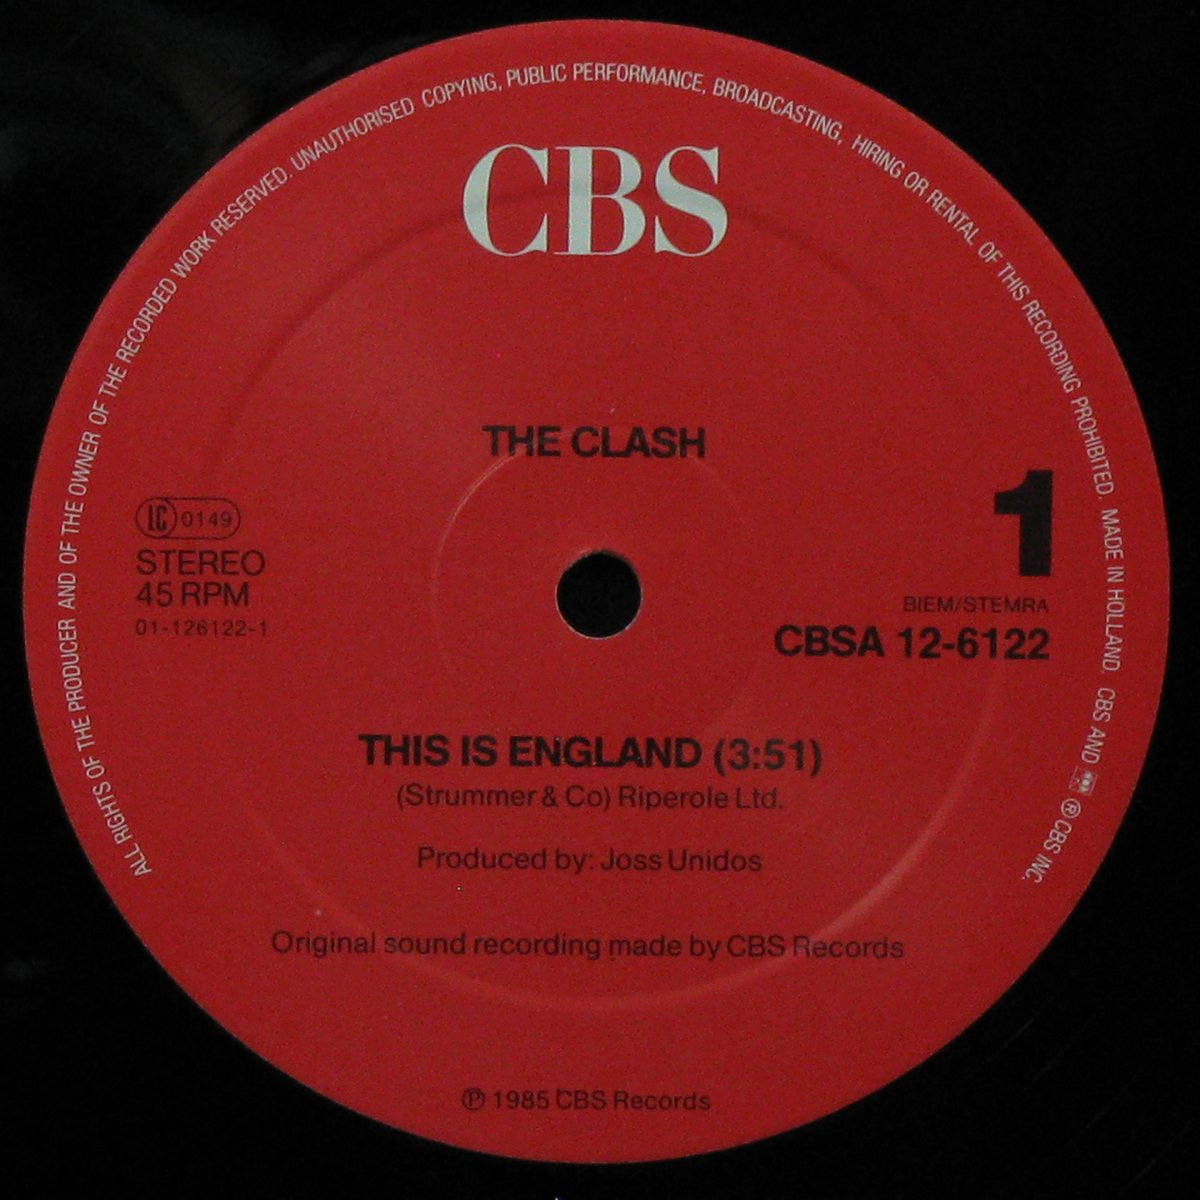 ALL RIGHTS OF THE PRODUCER AND OF THE OWNER OF THE RECORDED WORK RESERVED. UNAUTHORISED COPYING, PUBLIC PERFORMANCE, BROADCASTING, HIRING OR RENTAL OF THIS RECORDING PROHIBITED. MADE IN HOLLAND. CBS AND ℗ CBS INC.
CBS
THE CLASH
LC 0149
STEREO
45 RPM
01-126122-1
1
BIEM/STEMRA
CBSA 12-6122
THIS IS ENGLAND (3:51)
(Strummer & Co) Riperole Ltd.
Produced by: Joss Unidos
Original sound recording made by CBS Records
℗ 1985 CBS Records